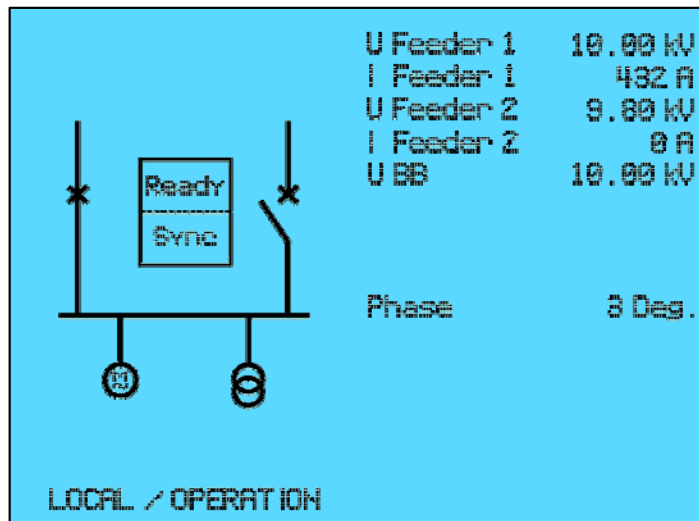 U Feeder 1 10.00 kV
I Feeder 1 432 A
U Feeder 2 9.80 kV
I Feeder 2 0 A
U BB 10.00 kV
Ready
Sync
Phase Deg.
M
LOCAL / OPERATION